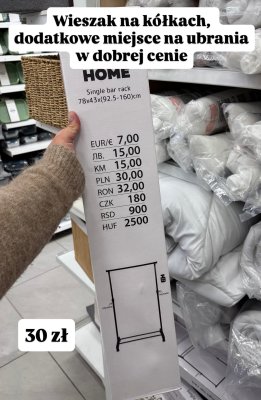 Wieszak na kółkach,
dodatkowe miejsce na ubrania
w dobrej cenie
HOME
Single bar rack
78x43x(92.5-160)cm
EUR/€ 7,00
ЛВ. 15,00
KM 15,00
PLN 30,00
RON 32,00
CZK 180
RSD 900
HUF 2500
30 zł